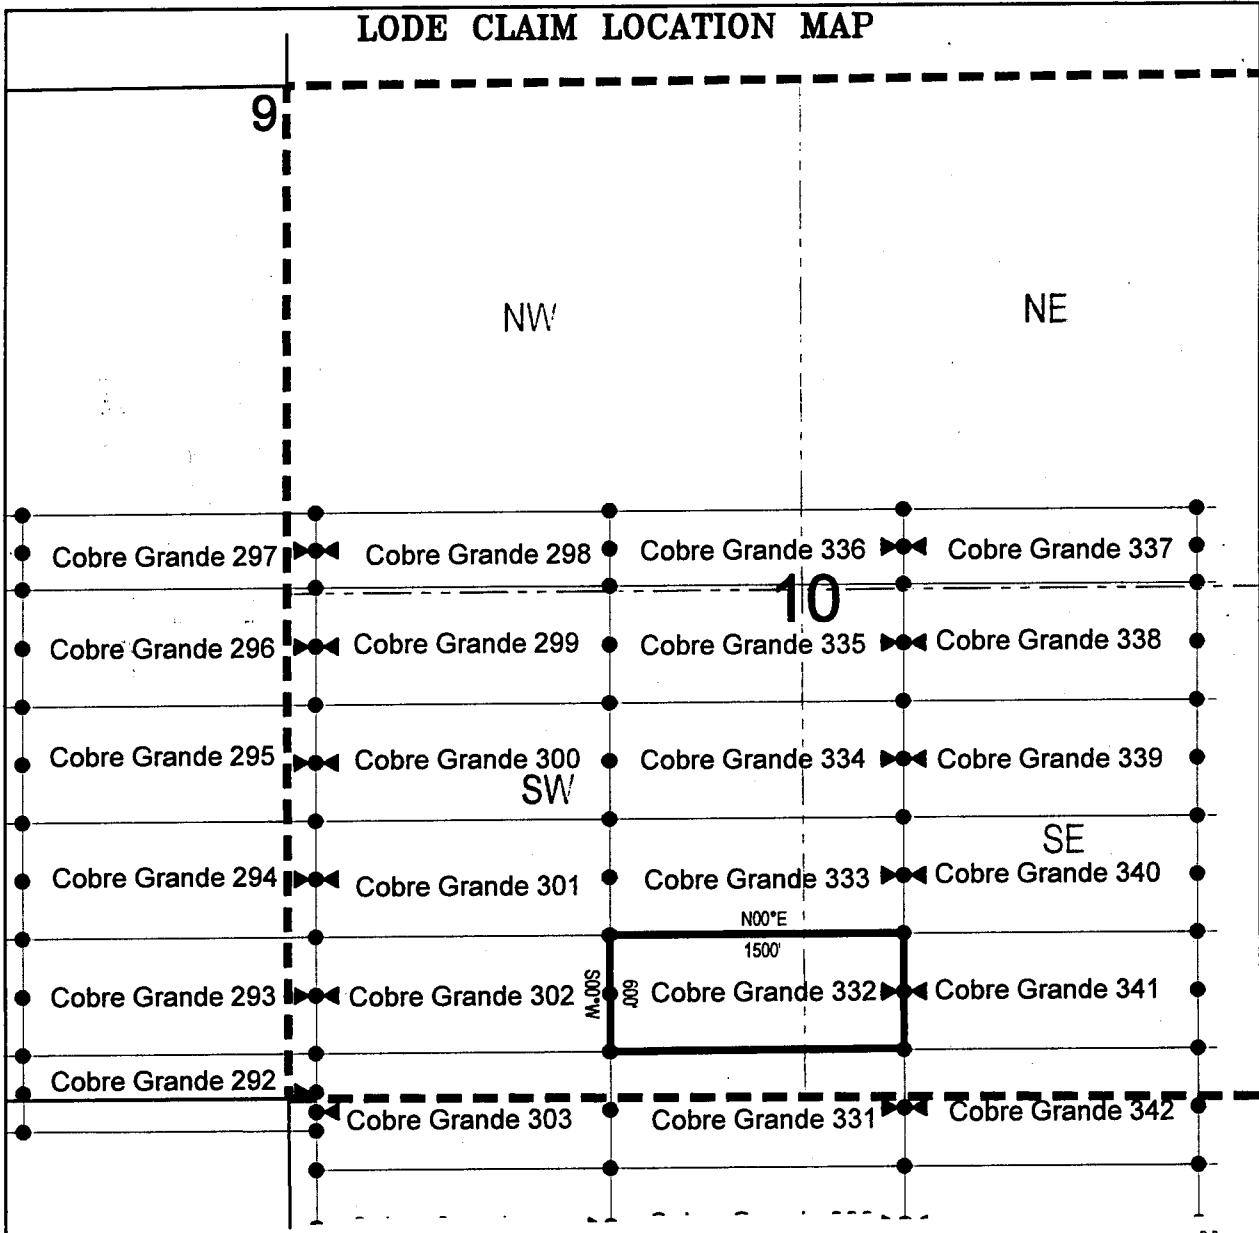 LODE CLAIM LOCATION MAP
9
NW
NE
Cobre Grande 297
Cobre Grande 298
Cobre Grande 336
Cobre Grande 337
10
Cobre Grande 296
Cobre Grande 299
Cobre Grande 335
Cobre Grande 338
Cobre Grande 295
Cobre Grande 300
Cobre Grande 334
Cobre Grande 339
SW
SE
Cobre Grande 294
Cobre Grande 301
Cobre Grande 333
Cobre Grande 340
N00°E
1500'
S00°W
600'
Cobre Grande 293
Cobre Grande 302
Cobre Grande 332
Cobre Grande 341
Cobre Grande 292
Cobre Grande 303
Cobre Grande 331
Cobre Grande 342